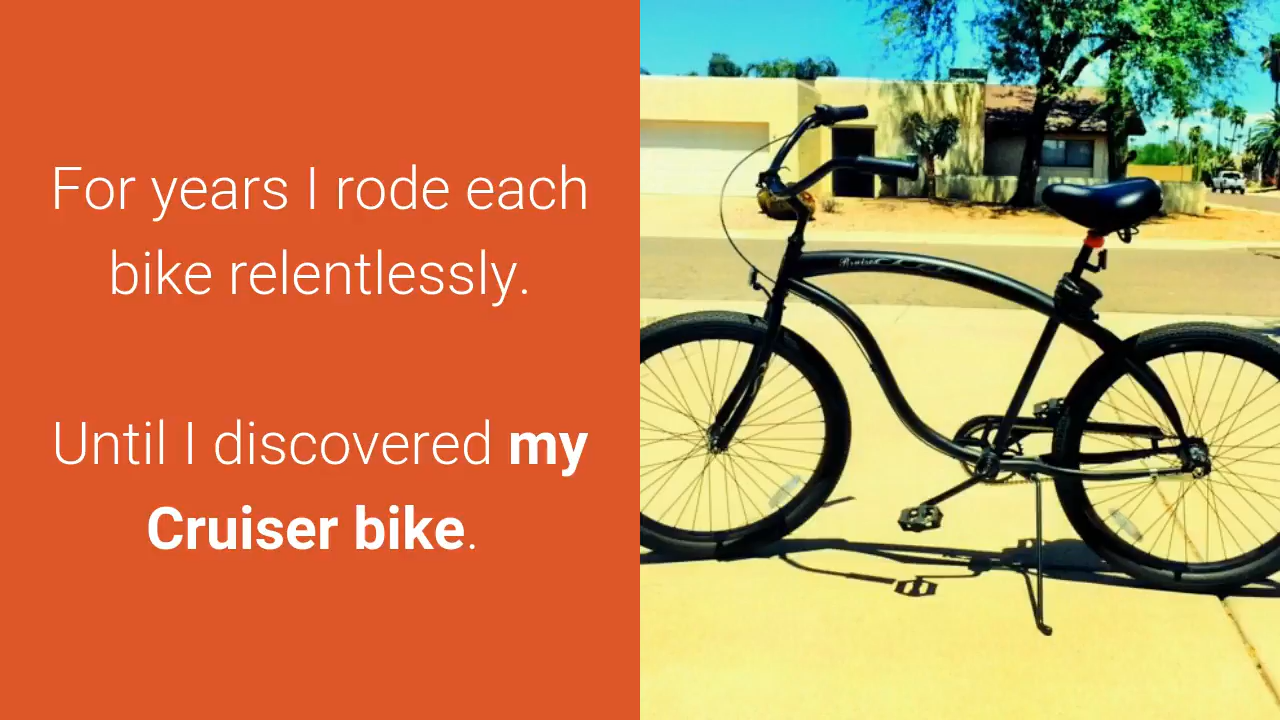 For years I rode each
bike relentlessly.
Until I discovered my
Cruiser bike.